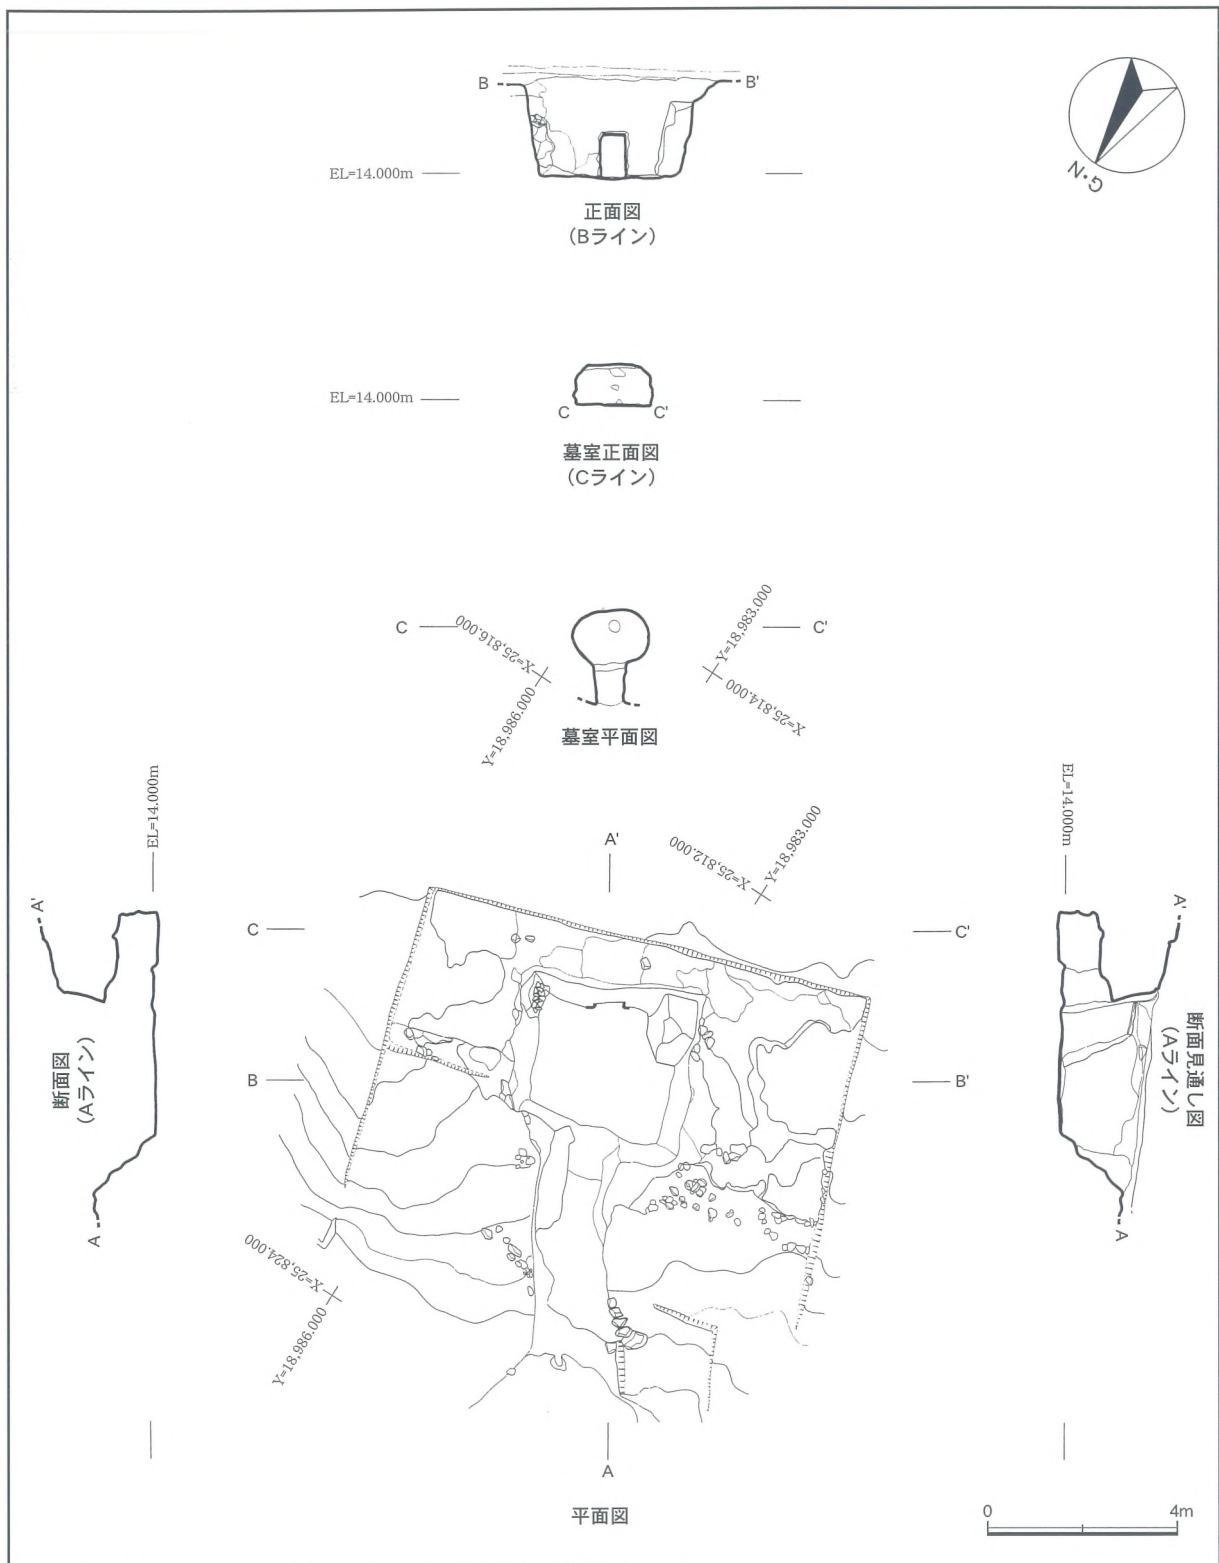 B
B'
EL=14.000m
正面図
(Bライン)
G・N
EL=14.000m
C
C'
墓室正面図
(Cライン)
C
C'
X=25,816.000
Y=18,986.000
Y=18,983.000
X=25,814.000
墓室平面図
EL=14.000m
EL=14.000m
A'
X=25,812.000
Y=18,983.000
A'
A'
C
C'
断面図
(Aライン)
断面見通し図
(Aライン)
B
B'
A
A
X=25,824.000
Y=18,986.000
A
平面図
0
4m